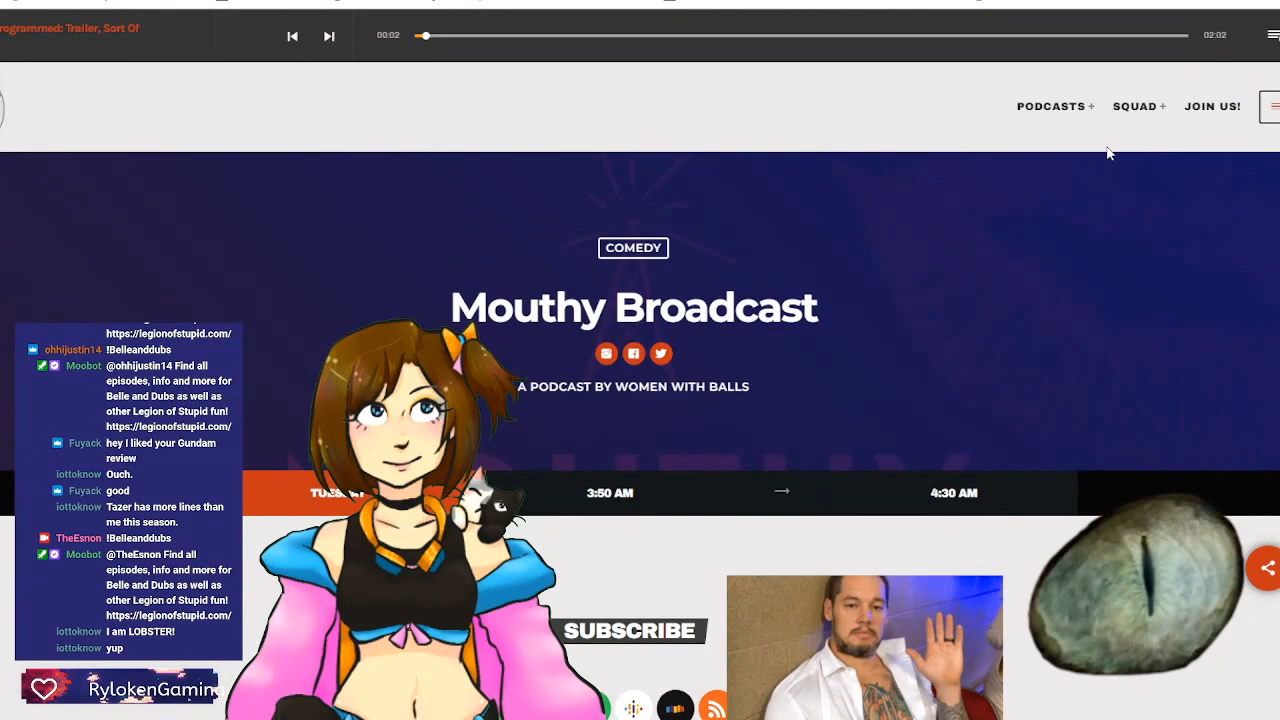 rogrammed: Trailer, Sort Of
00:02
02:02
PODCASTS+
SQUAD+
JOIN US!
COMEDY
Mouthy Broadcast
A PODCAST BY WOMEN WITH BALLS
3:50 AM
4:30 AM
SUBSCRIBE
https://legionofstupid.com/
ohhijustin14 !Belleanddubs
Moobot @ohhijustin14 Find all
episodes, info and more for
Belle and Dubs as well as
other Legion of Stupid fun!
https://legionofstupid.com/
Fuyack hey I liked your Gundam
review
iottoknow Ouch.
Fuyack good
iottoknow Tazer has more lines than
me this season.
TheEsnon !Belleanddubs
Moobot @TheEsnon Find all
episodes, info and more for
Belle and Dubs as well as
other Legion of Stupid fun!
https://legionofstupid.com/
iottoknow I am LOBSTER!
iottoknow yup
RylokenGaming